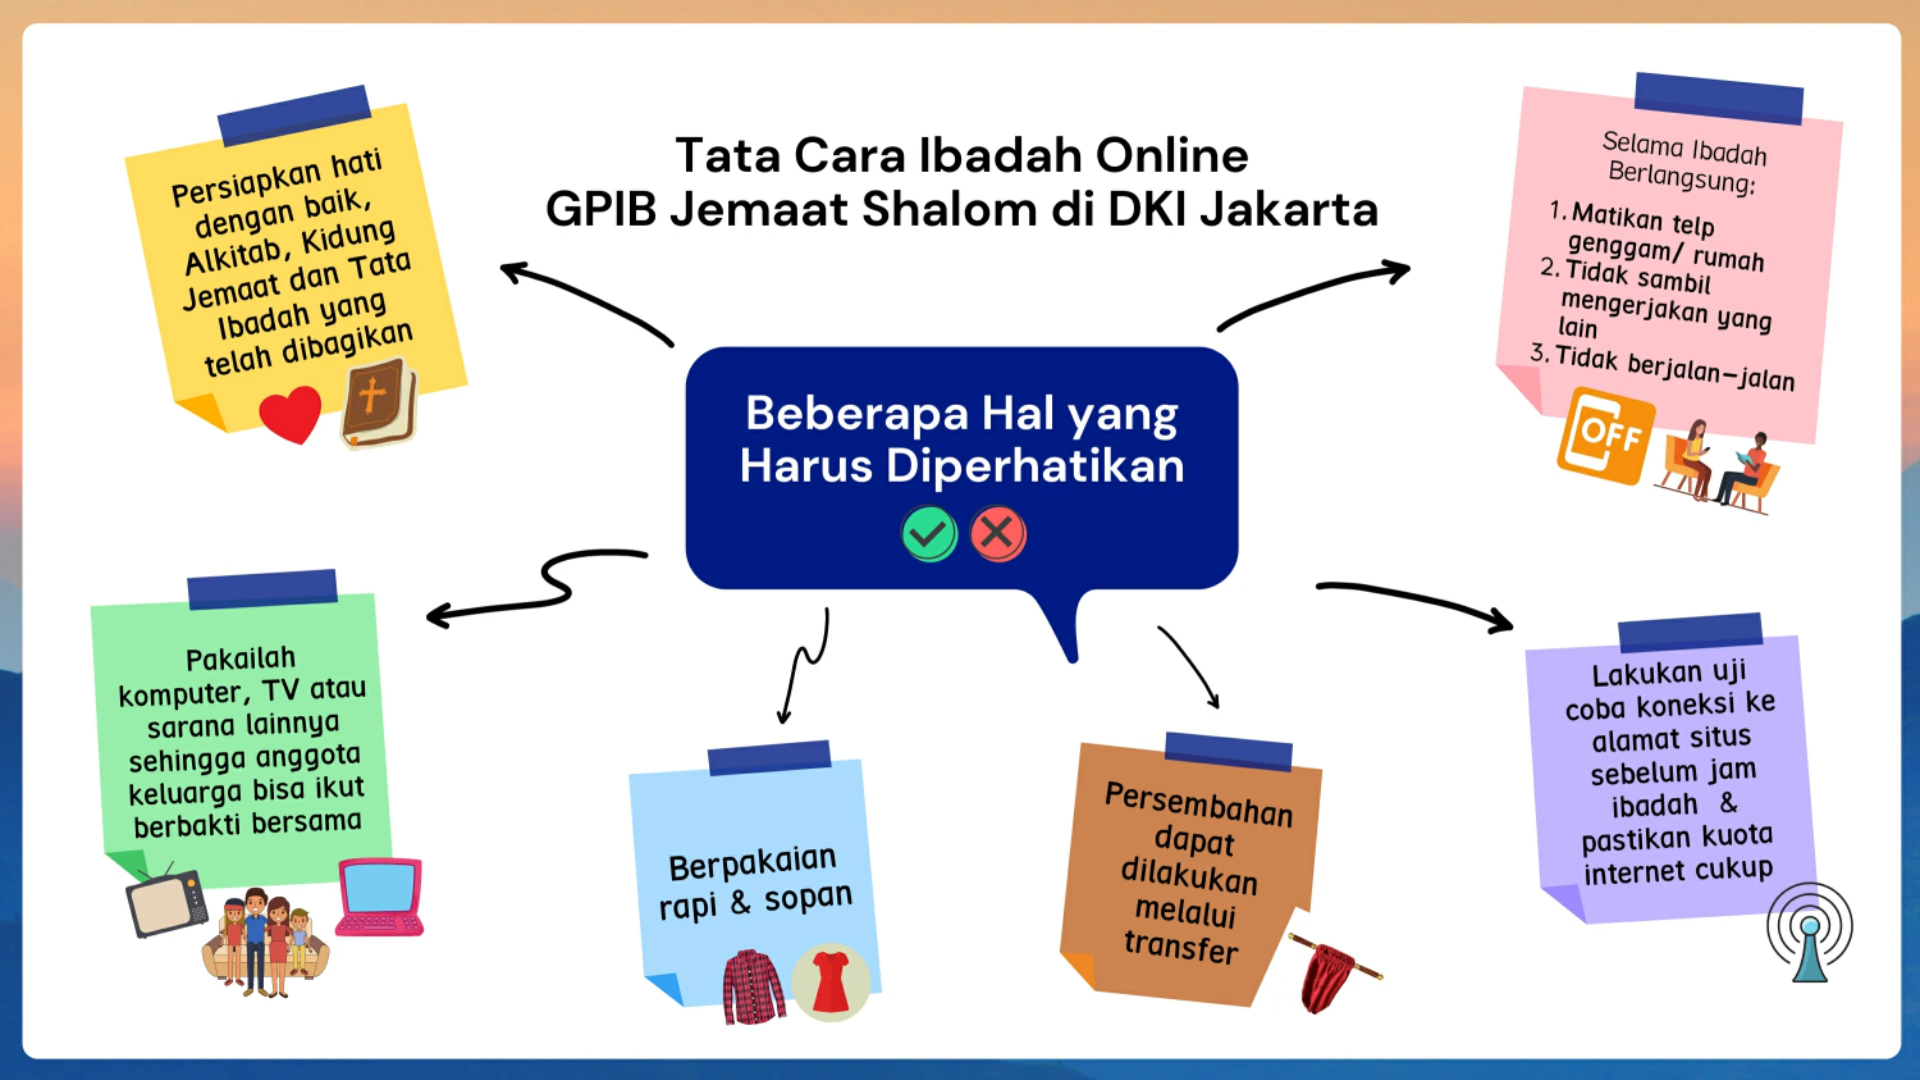 Tata Cara Ibadah Online
GPIB Jemaat Shalom di DKI Jakarta
Persiapkan hati
dengan baik,
Alkitab, Kidung
Jemaat dan Tata
Ibadah yang
telah dibagikan
Selama Ibadah
Berlangsung:
1. Matikan telp
genggam/ rumah
2. Tidak sambil
mengerjakan yang
lain
3. Tidak berjalan-jalan
OFF
Beberapa Hal yang
Harus Diperhatikan
Pakailah
komputer, TV atau
sarana lainnya
sehingga anggota
keluarga bisa ikut
berbakti bersama
Berpakaian
rapi & sopan
Persembahan
dapat
dilakukan
melalui
transfer
Lakukan uji
coba koneksi ke
alamat situs
sebelum jam
ibadah &
pastikan kuota
internet cukup